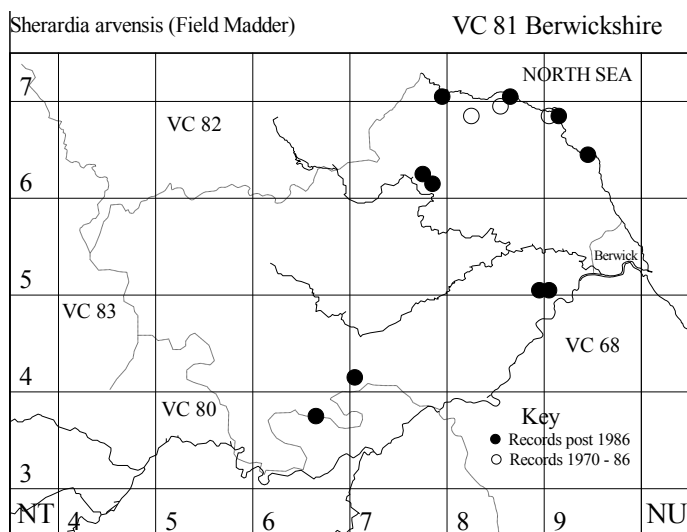 Sherardia arvensis (Field Madder)
VC 81 Berwickshire
NORTH SEA
7
VC 82
6
Berwick
5
VC 83
VC 68
4
VC 80
Key
Records post 1986
Records 1970 - 86
3
NT 4 5 6 7 8 9 NU